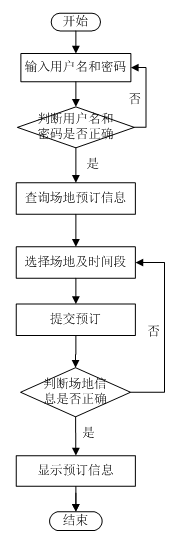 开始
输入用户名和密码
否
判断用户名和
密码是否正确
是
查询场地预订信息
选择场地及时间段
提交预订
否
判断场地信
息是否正确
是
显示预订信息
结束